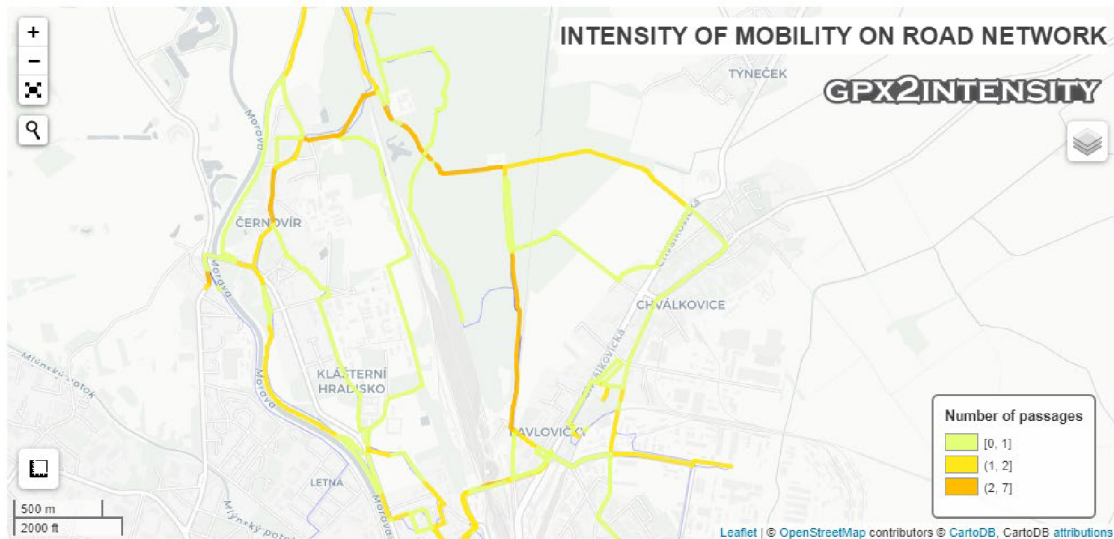 +
INTENSITY OF MOBILITY ON ROAD NETWORK
−
TÝNEČEK
GPX2INTENSITY
Morava
ČERNOVÍR
Chválkovická
Morava
CHVÁLKOVICE
Chválkovická
Mlýnský potok
KLÁŠTERNÍ
HRADISKO
Morava
Number of passages
PAVLOVIČKY
[0, 1]
(1, 2]
(2, 7]
LETNÁ
Morava
Mlýnský potok
500 m
2000 ft
Leaflet | © OpenStreetMap contributors © CartoDB, CartoDB attributions